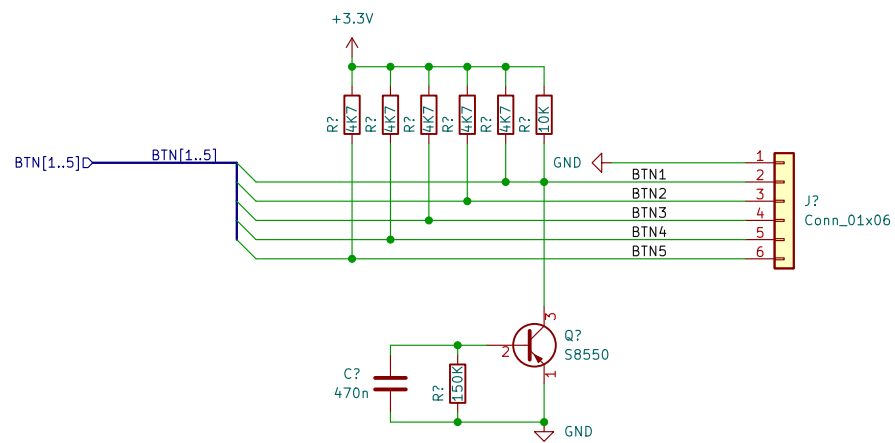 +3.3V
R? 4K7 R? 4K7 R? 4K7 R? 4K7 R? 4K7 R? 10K
BTN[1..5] BTN[1..5]
GND 1
BTN1 2
BTN2 3 J?
BTN3 4 Conn_01x06
BTN4 5
BTN5 6
3
Q?
2 S8550
C? 1
470n R? 150K
GND